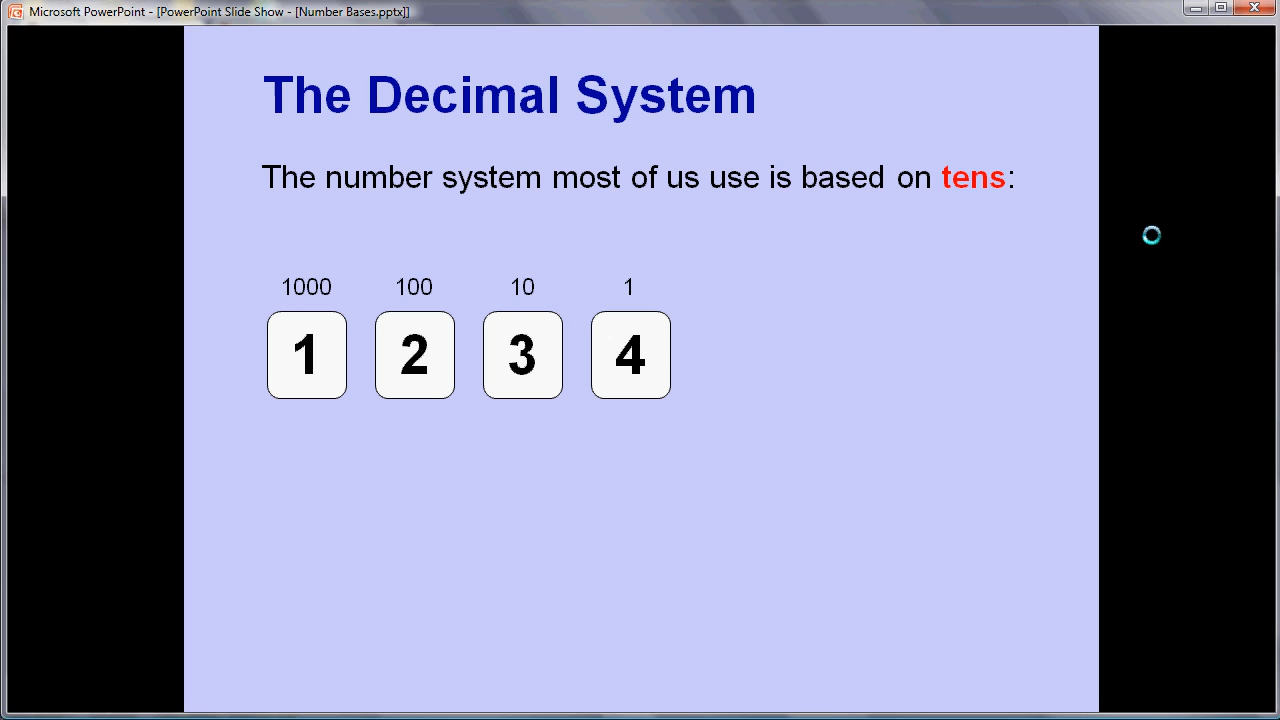 Microsoft PowerPoint - [PowerPoint Slide Show - [Number Bases.pptx]]
The Decimal System
The number system most of us use is based on tens:
1000 100 10 1
1 2 3 4